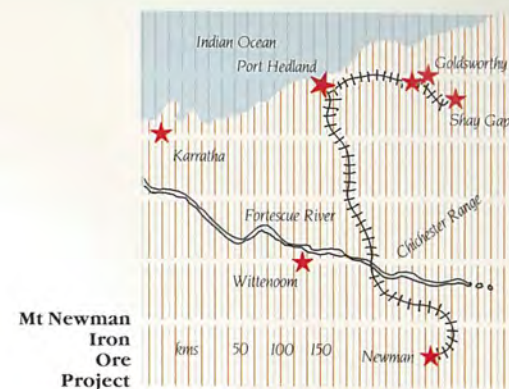 Indian Ocean
Port Hedland
Goldsworthy
Shay Gap
Karratha
Fortescue River
Chichester Range
Wittenoom
Mt Newman
Iron
Ore
Project
kms 50 100 150
Newman